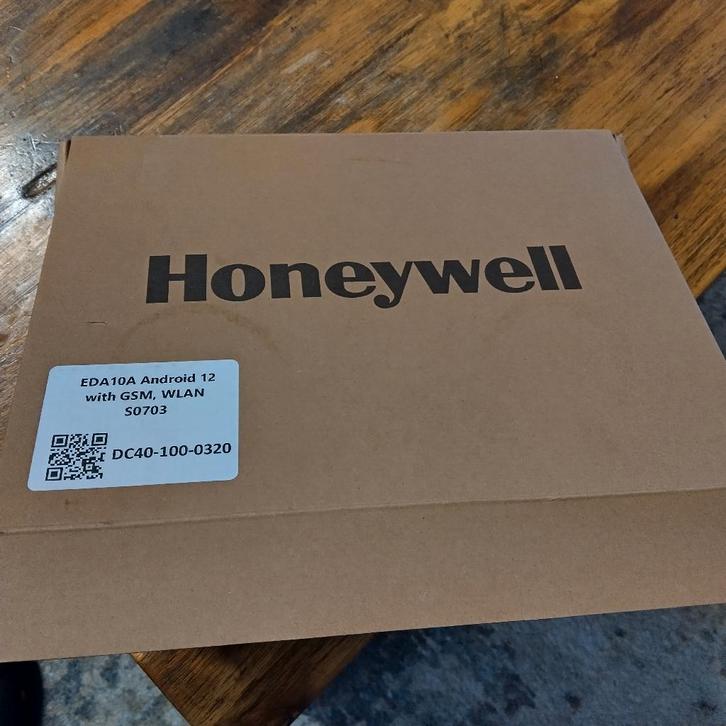 Honeywell
EDA10A Android 12
with GSM, WLAN
S0703
DC40-100-0320